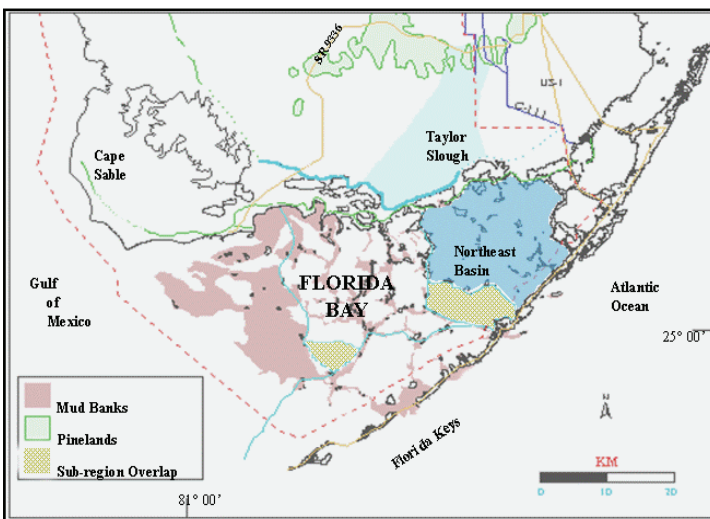 SR 9336
US-1
C-111
Taylor
Slough
Cape
Sable
Northeast
Basin
FLORIDA
BAY
Gulf
of
Mexico
Atlantic
Ocean
25° 00'
Mud Banks
Pinelands
Sub-region Overlap
Florida Keys
N
KM
0 10 20
81° 00'